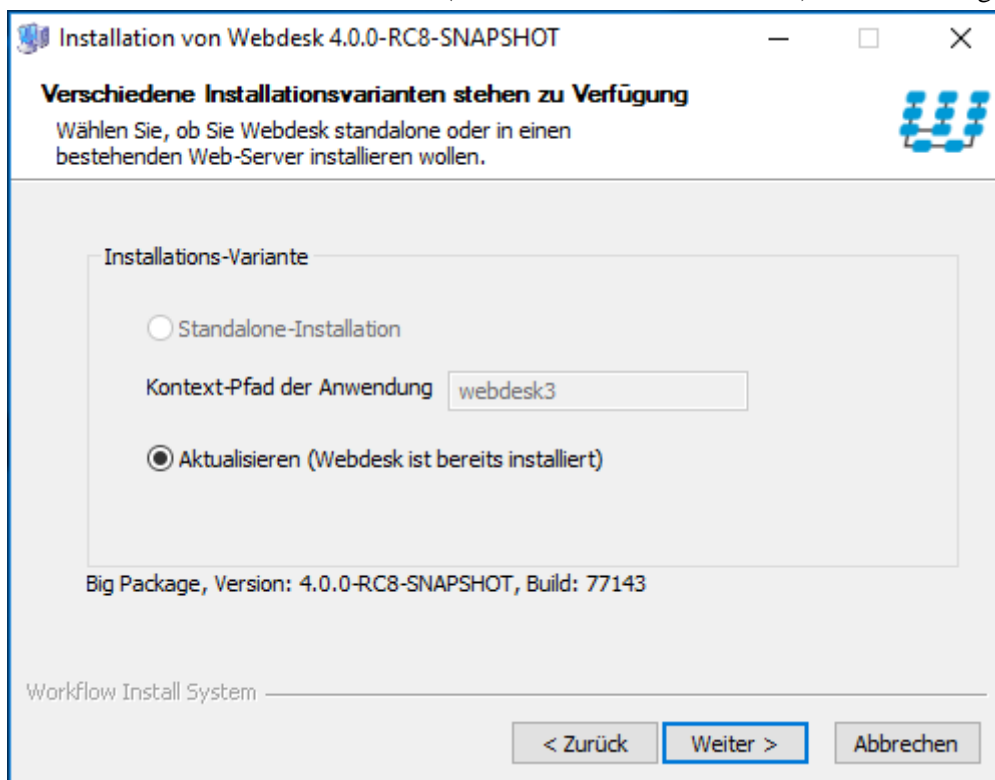 Installation von Webdesk 4.0.0-RC8-SNAPSHOT
Verschiedene Installationsvarianten stehen zu Verfügung
Wählen Sie, ob Sie Webdesk standalone oder in einen
bestehenden Web-Server installieren wollen.
Installations-Variante
Standalone-Installation
Kontext-Pfad der Anwendung webdesk3
Aktualisieren (Webdesk ist bereits installiert)
Big Package, Version: 4.0.0-RC8-SNAPSHOT, Build: 77143
Workflow Install System
< Zurück Weiter > Abbrechen